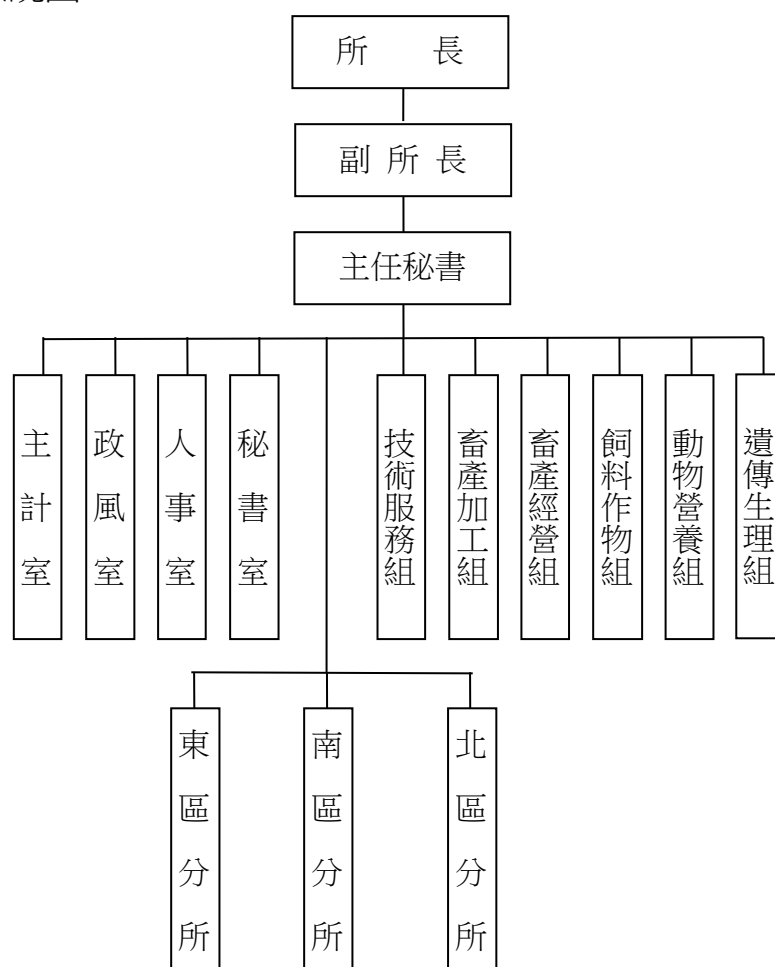 所 長
副 所 長
主任秘書
主計室
政風室
人事室
秘書室
技術服務組
畜產加工組
畜產經營組
飼料作物組
動物營養組
遺傳生理組
東區分所
南區分所
北區分所